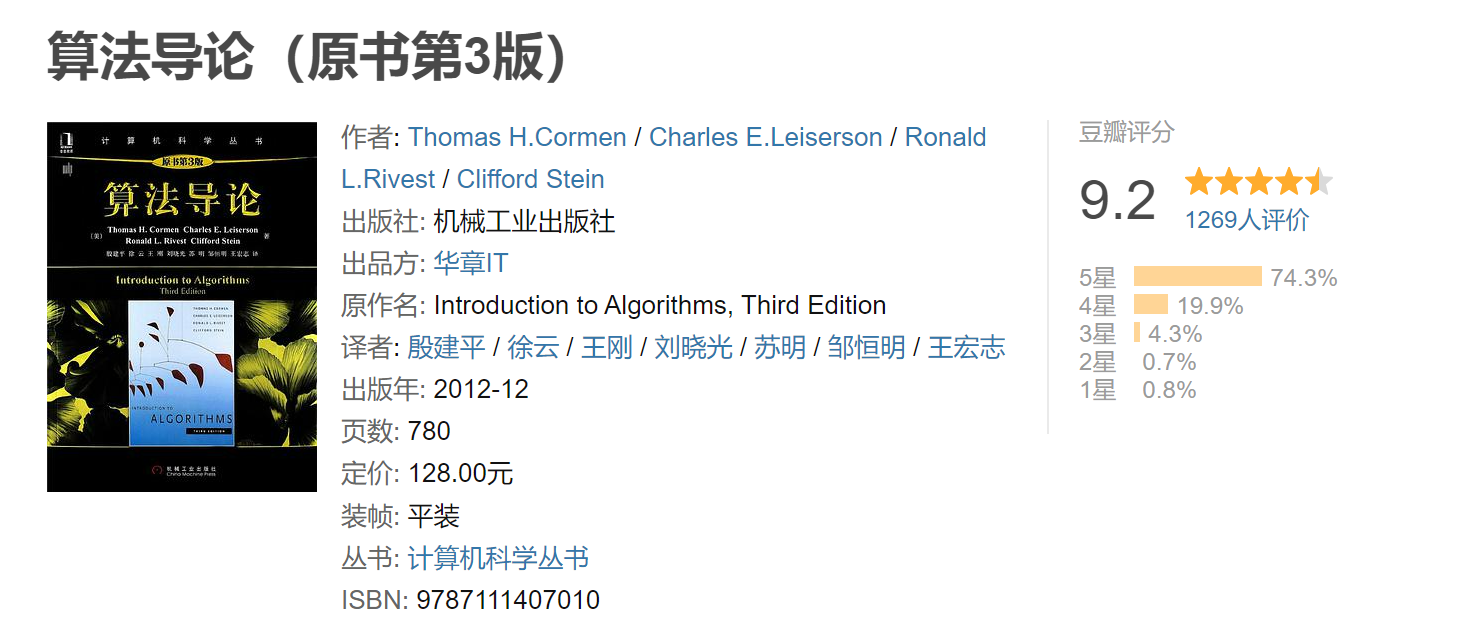 算法导论（原书第3版）
计算机科学丛书
原书第3版
算法导论
Thomas H. Cormen Charles E. Leiserson
（美） Ronald L. Rivest Clifford Stein 著
殷建平 徐云 王刚 刘晓光 苏明 邹恒明 王宏志 译
Introduction to Algorithms
Third Edition
THOMAS H. CORMEN
CHARLES E. LEISERSON
RONALD L. RIVEST
CLIFFORD STEIN
INTRODUCTION TO
ALGORITHMS
THIRD EDITION
机械工业出版社
China Machine Press
作者: Thomas H.Cormen / Charles E.Leiserson / Ronald
L.Rivest / Clifford Stein
出版社: 机械工业出版社
出品方: 华章IT
原作名: Introduction to Algorithms, Third Edition
译者: 殷建平 / 徐云 / 王刚 / 刘晓光 / 苏明 / 邹恒明 / 王宏志
出版年: 2012-12
页数: 780
定价: 128.00元
装帧: 平装
丛书: 计算机科学丛书
ISBN: 9787111407010
豆瓣评分
9.2
1269人评价
5星 74.3%
4星 19.9%
3星 4.3%
2星 0.7%
1星 0.8%